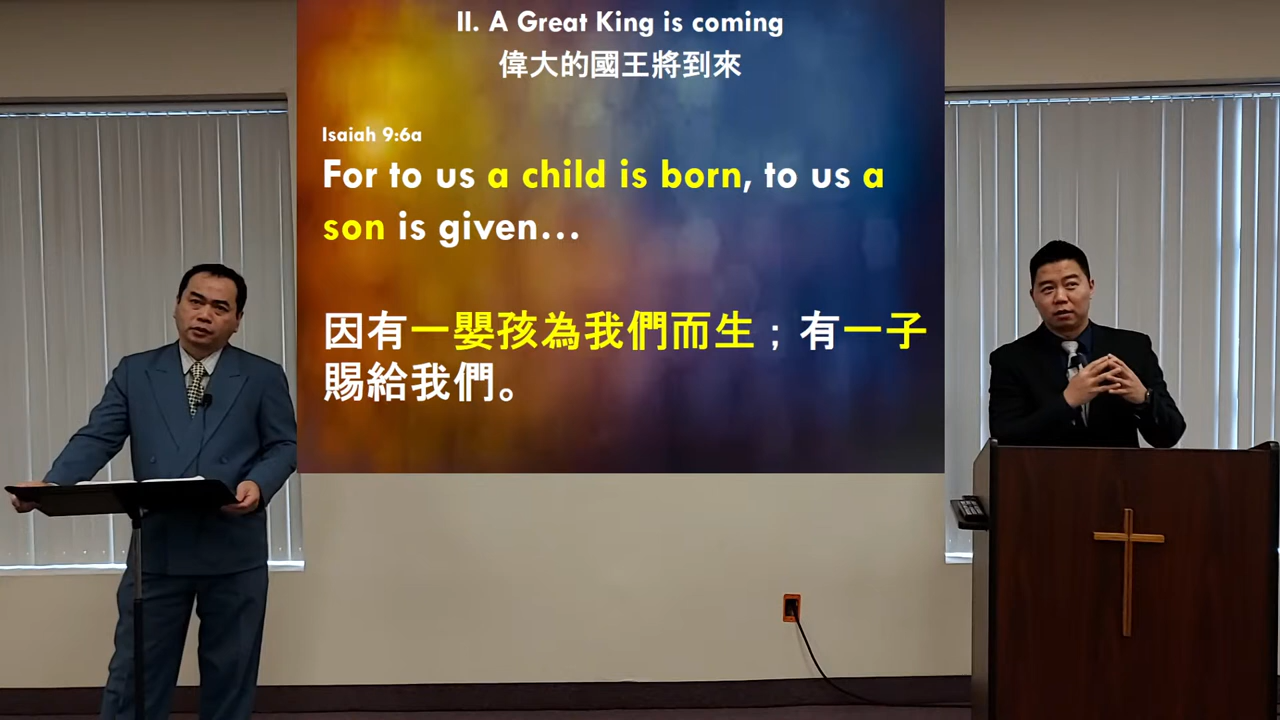 II. A Great King is coming
偉大的國王將到來
Isaiah 9:6a
For to us a child is born, to us a
son is given...
因有一嬰孩為我們而生；有一子
賜給我們。